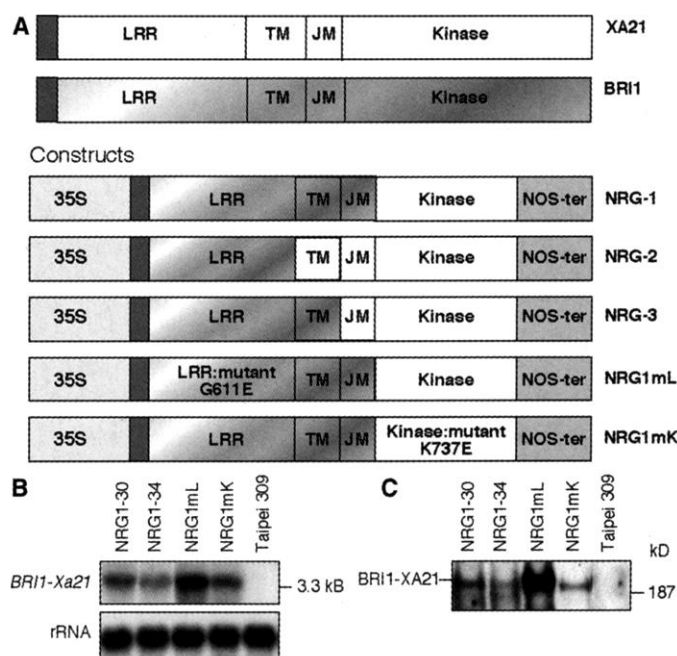 A
LRR TM JM Kinase XA21
LRR TM JM Kinase BRI1
Constructs
35S LRR TM JM Kinase NOS-ter NRG-1
35S LRR TM JM Kinase NOS-ter NRG-2
35S LRR TM JM Kinase NOS-ter NRG-3
35S LRR:mutant G611E TM JM Kinase NOS-ter NRG1mL
35S LRR TM JM Kinase:mutant K737E NOS-ter NRG1mK
B
NRG1-30 NRG1-34 NRG1mL NRG1mK Taipei 309
BRI1-Xa21 3.3 kB
rRNA
C
NRG1-30 NRG1-34 NRG1mL NRG1mK Taipei 309
kD
BRI1-XA21 187